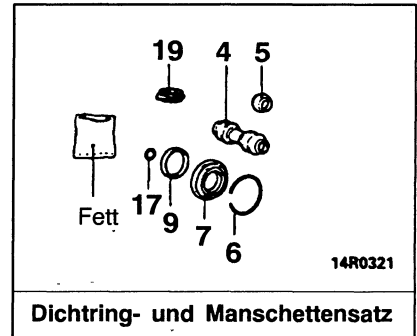 19 4 5
Fett
17 9 7 6
14R0321
Dichtring- und Manschettensatz